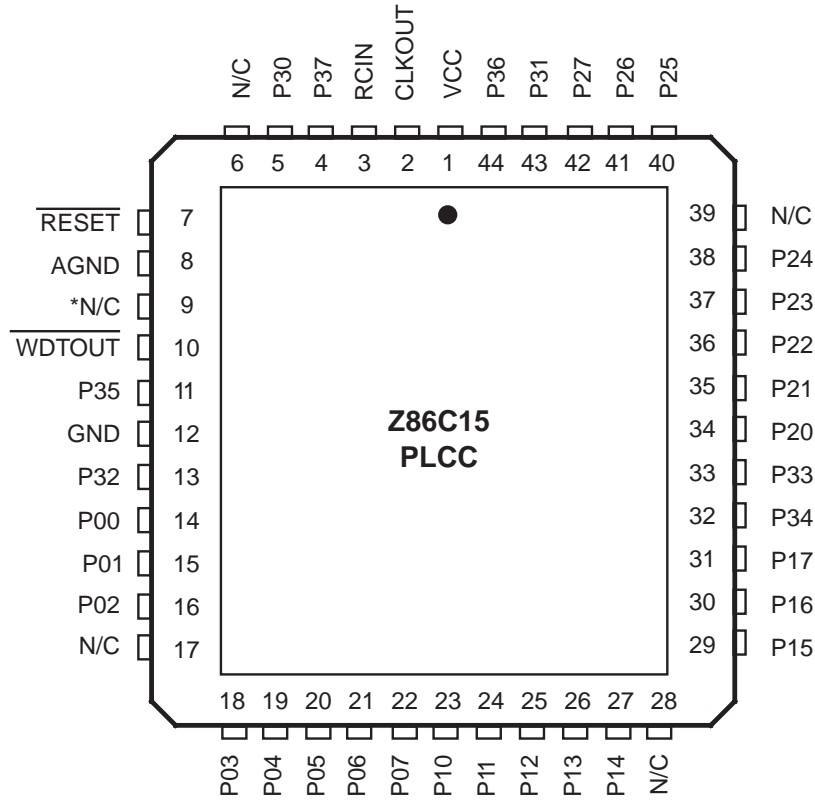 N/C P30 P37 RCIN CLKOUT VCC P36 P31 P27 P26 P25
6 5 4 3 2 1 44 43 42 41 40
RESET 7 39 N/C
AGND 8 38 P24
*N/C 9 37 P23
WDTOUT 10 36 P22
P35 11 35 P21
GND 12 34 P20
P32 13 33 P33
P00 14 32 P34
P01 15 31 P17
P02 16 30 P16
N/C 17 29 P15
Z86C15
PLCC
18 19 20 21 22 23 24 25 26 27 28
P03 P04 P05 P06 P07 P10 P11 P12 P13 P14 N/C